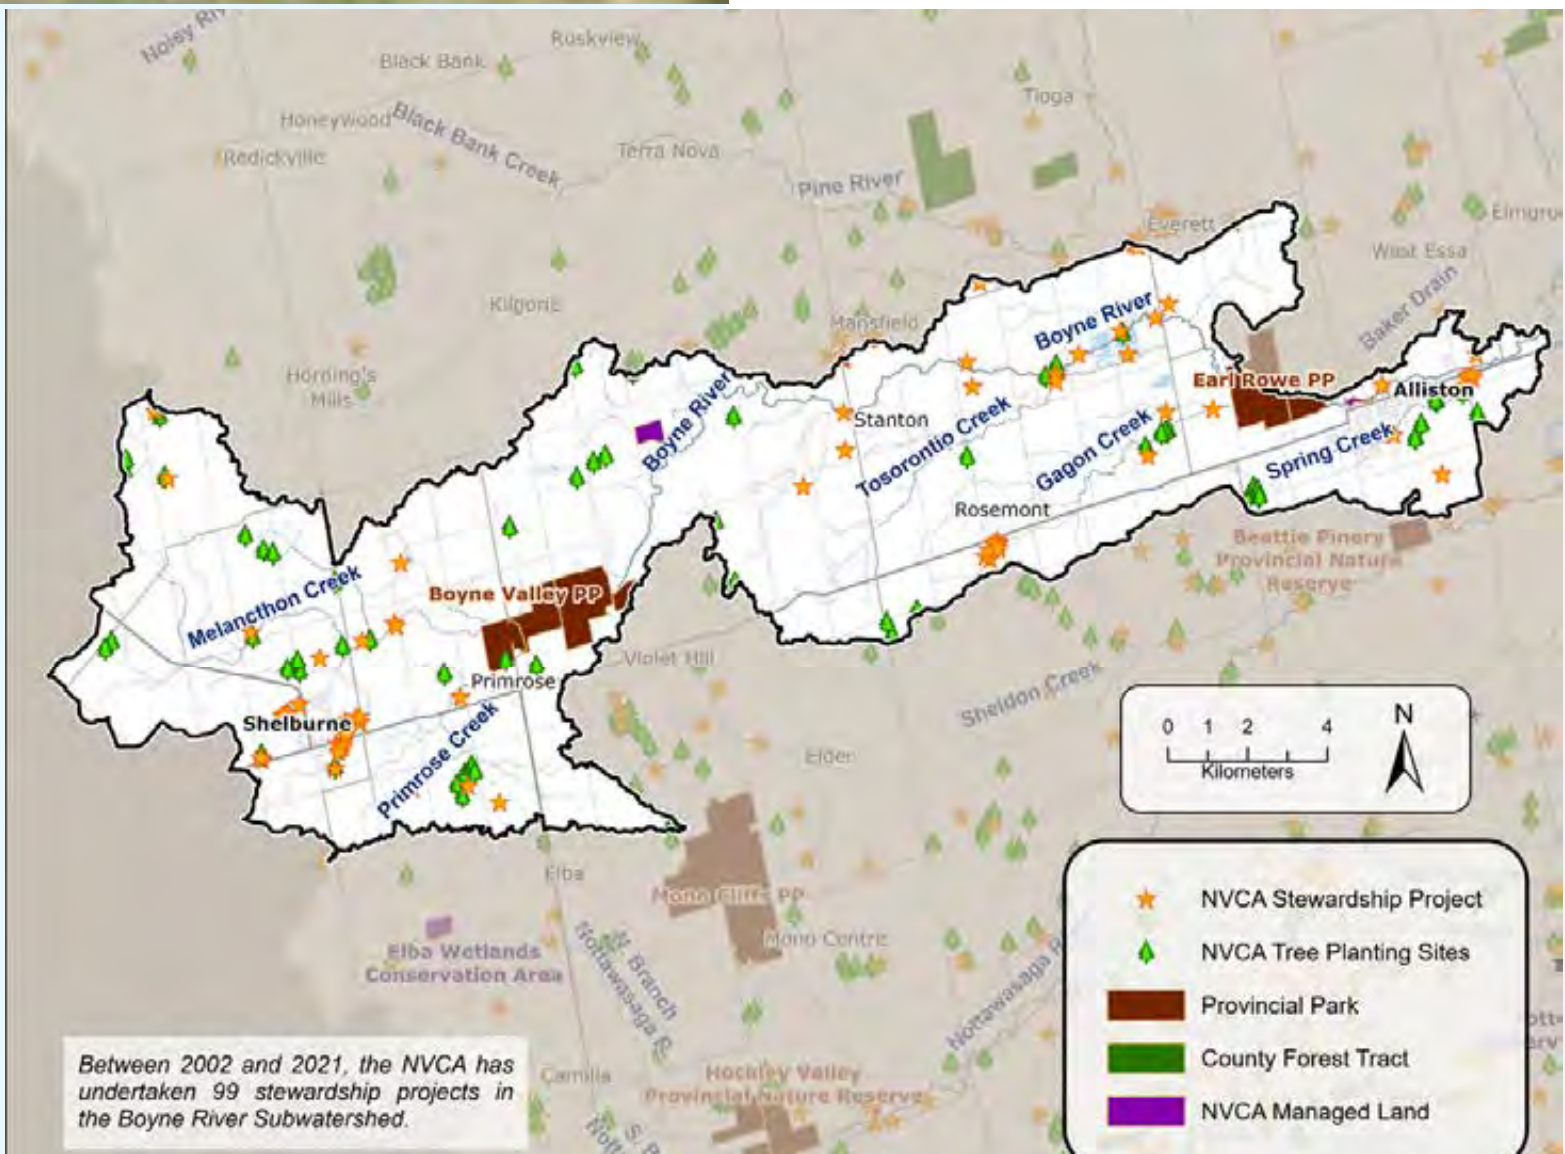 Noisy Riv
Ruskview
Black Bank
Tioga
Honeywood
Black Bank Creek
Redickville
Terra Nova
Pine River
Everett
Elmgro
West Essa
Kilgorie
Baker Drain
Mansfield
Boyne River
Horning's
Mills
Earl Rowe PP
Alliston
Boyne River
Stanton
Tosorontio Creek
Gagon Creek
Spring Creek
Rosemont
Beattie Pinery
Provincial Nature
Reserve
Melancthon Creek
Boyne Valley PP
Violet Hill
Primrose
Sheldon Creek
Shelburne
Primrose Creek
Elder
0 1 2 4
Kilometers
N
Elba
Mono Cliffs PP
Mono Centre
Elba Wetlands
Conservation Area
N. Branch
Nottawasaga R.
Nottawasaga R
Camilla
Hockley Valley
Provincial Nature Reserve
NVCA Stewardship Project
NVCA Tree Planting Sites
Provincial Park
County Forest Tract
NVCA Managed Land
Between 2002 and 2021, the NVCA has
undertaken 99 stewardship projects in
the Boyne River Subwatershed.